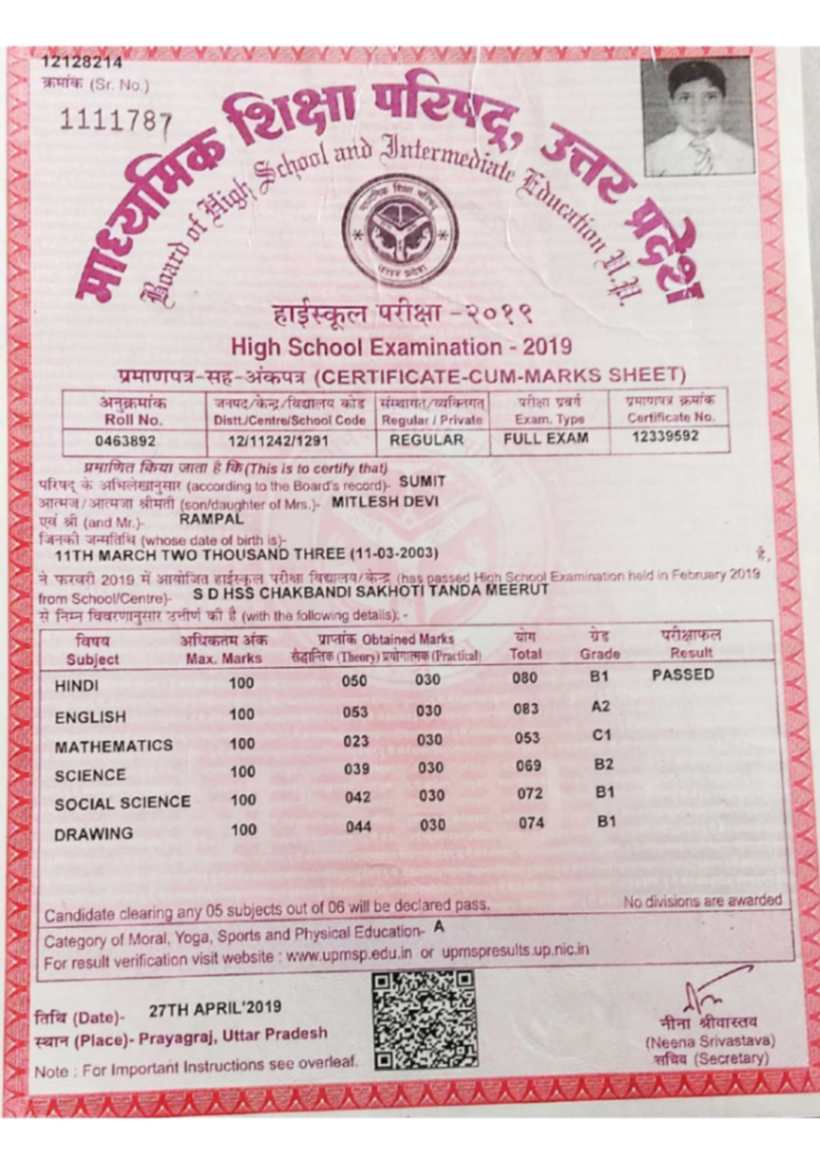 12128214
क्रमांक (Sr. No.)
1111787
माध्यमिक शिक्षा परिषद्, उत्तर प्रदेश
Board of High School and Intermediate Education U.P.
माध्यमिक शिक्षा परिषद
उत्तर प्रदेश
हाईस्कूल परीक्षा -२०१९
High School Examination - 2019
प्रमाणपत्र-सह-अंकपत्र (CERTIFICATE-CUM-MARKS SHEET)
अनुक्रमांक जनपद/केन्द्र/विद्यालय कोड संस्थागत/व्यक्तिगत परीक्षा प्रवर्ग प्रमाणपत्र क्रमांक
Roll No. Distt./Centre/School Code Regular / Private Exam. Type Certificate No.
0463892 12/11242/1291 REGULAR FULL EXAM 12339592
प्रमाणित किया जाता है कि (This is to certify that)
परिषद् के अभिलेखानुसार (according to the Board's record)- SUMIT
आत्मज/आत्मजा श्रीमती (son/daughter of Mrs.)- MITLESH DEVI
एवं श्री (and Mr.)- RAMPAL
जिनकी जन्मतिथि (whose date of birth is)-
11TH MARCH TWO THOUSAND THREE (11-03-2003) है,
ने फरवरी 2019 में आयोजित हाईस्कूल परीक्षा विद्यालय/केन्द्र (has passed High School Examination held in February 2019
from School/Centre)- S D HSS CHAKBANDI SAKHOTI TANDA MEERUT
से निम्न विवरणानुसार उत्तीर्ण की है (with the following details): -
विषय अधिकतम अंक प्राप्तांक Obtained Marks योग ग्रेड परीक्षाफल
Subject Max. Marks सैद्धान्तिक (Theory) प्रयोगात्मक (Practical) Total Grade Result
HINDI 100 050 030 080 B1 PASSED
ENGLISH 100 053 030 083 A2
MATHEMATICS 100 023 030 053 C1
SCIENCE 100 039 030 069 B2
SOCIAL SCIENCE 100 042 030 072 B1
DRAWING 100 044 030 074 B1
Candidate clearing any 05 subjects out of 06 will be declared pass. No divisions are awarded
Category of Moral, Yoga, Sports and Physical Education- A
For result verification visit website : www.upmsp.edu.in or upmspresults.up.nic.in
तिथि (Date)- 27TH APRIL'2019
स्थान (Place)- Prayagraj, Uttar Pradesh
Note : For Important Instructions see overleaf.
नीना श्रीवास्तव
(Neena Srivastava)
सचिव (Secretary)